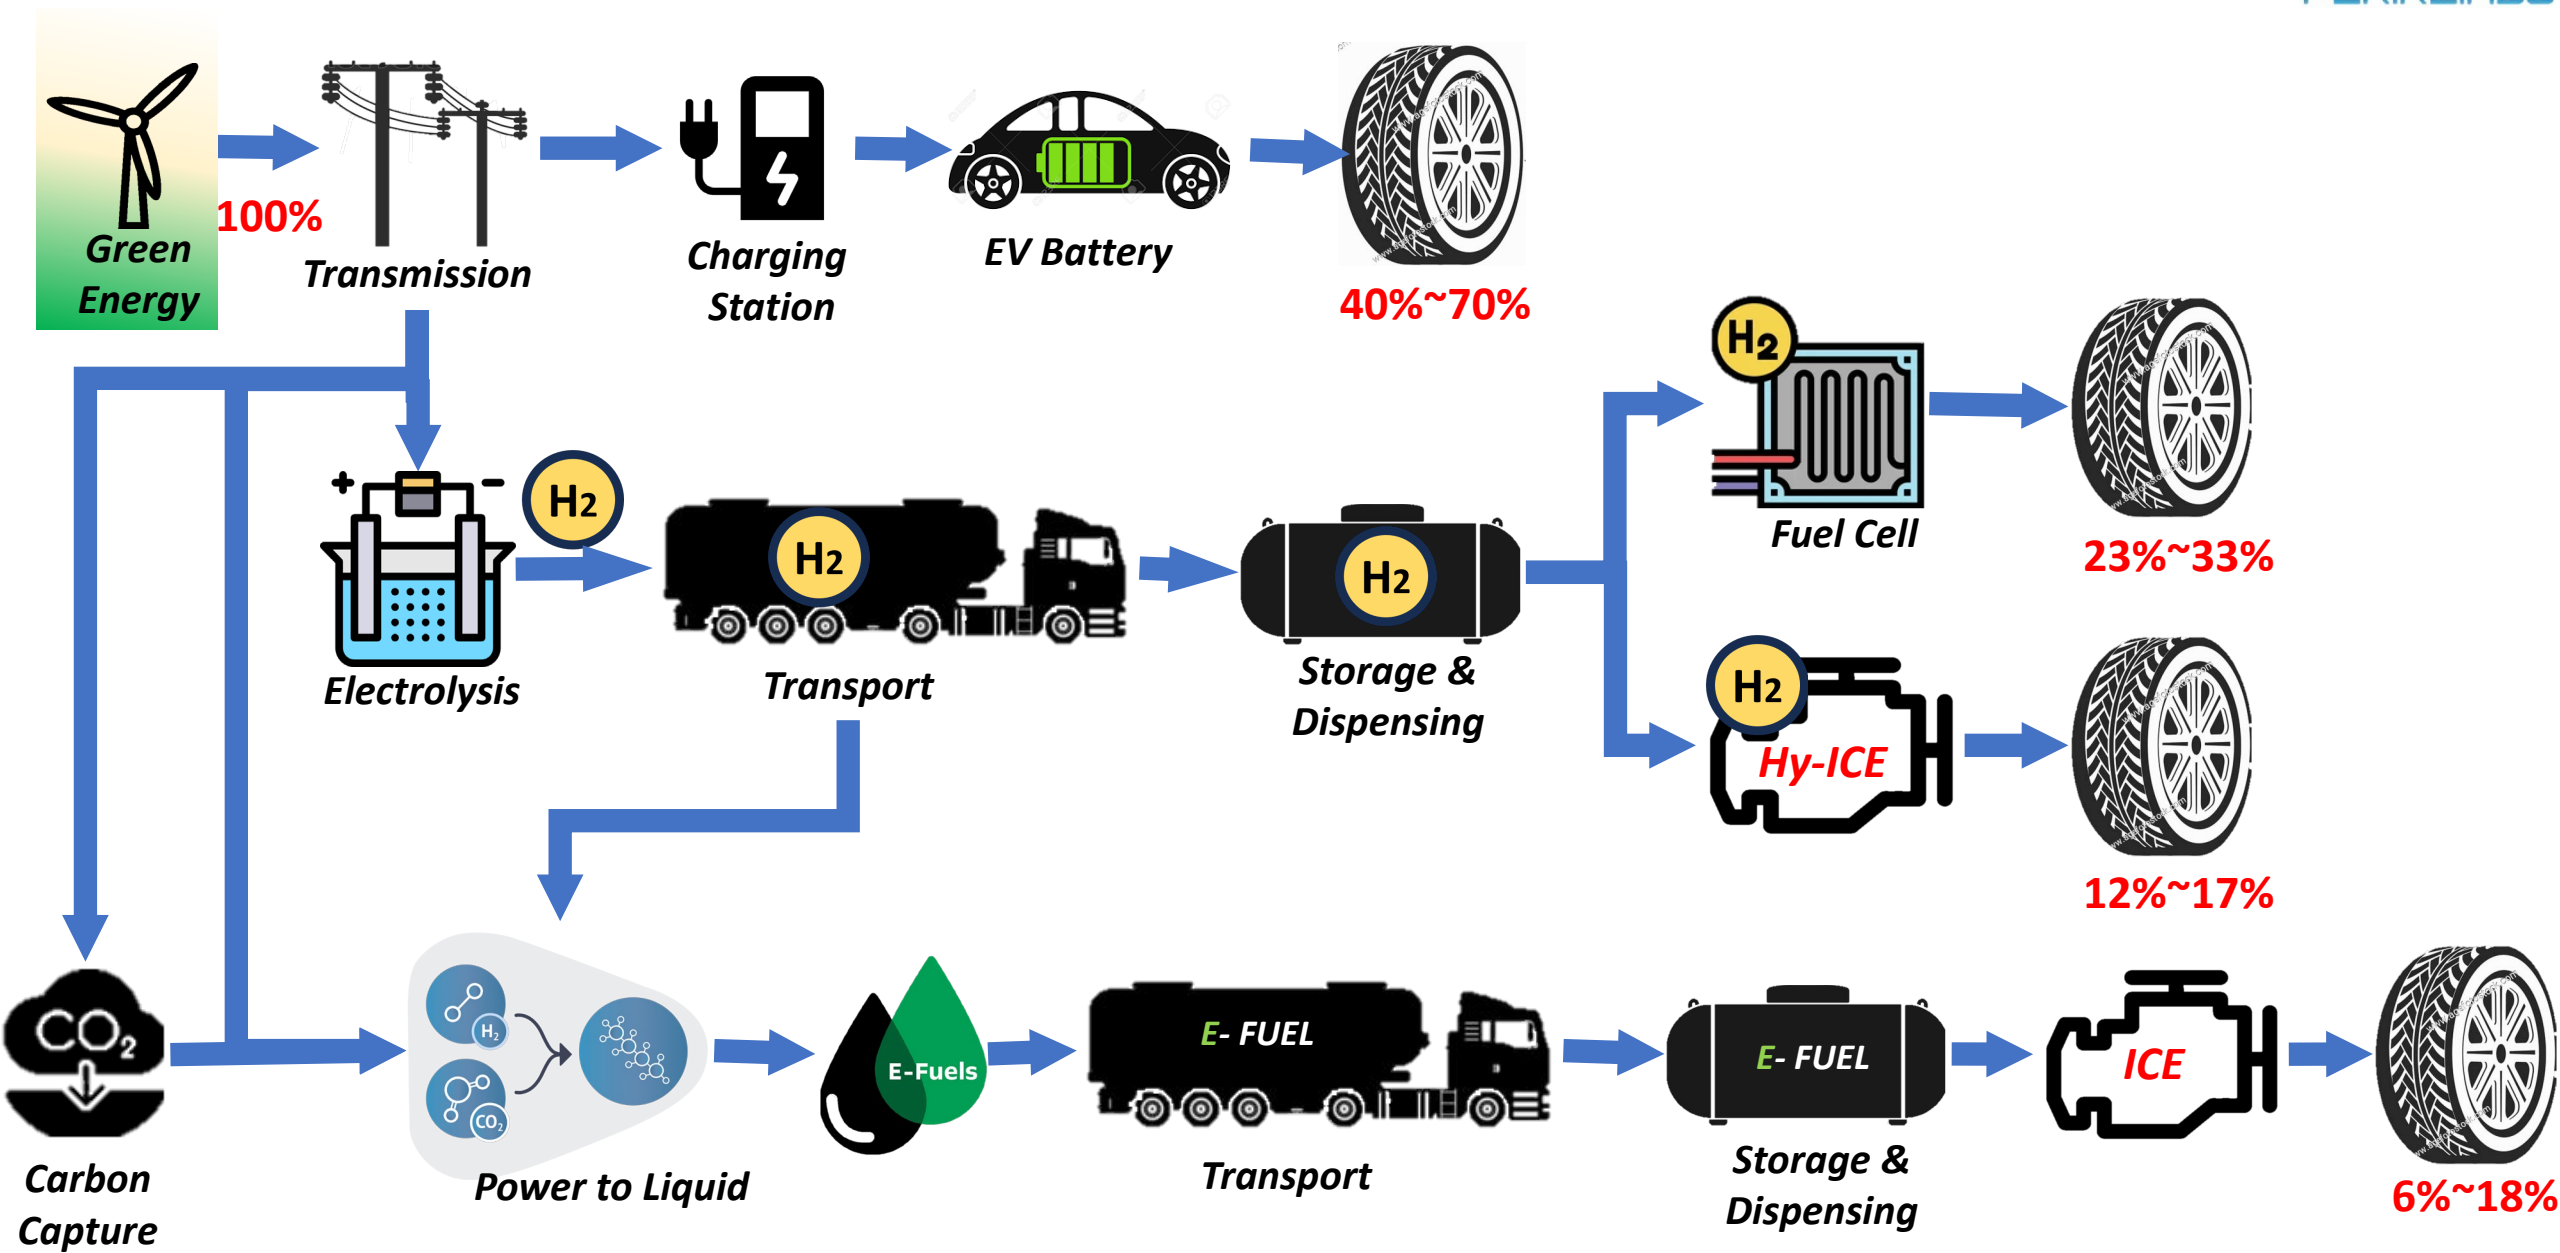 Green
Energy
100%
Transmission
Charging
Station
EV Battery
40%~70%
H2
Fuel Cell
23%~33%
+
−
H2
Electrolysis
H2
Transport
H2
Storage &
Dispensing
H2
Hy-ICE
12%~17%
CO2
Carbon
Capture
H2
CO2
Power to Liquid
E-Fuels
E- FUEL
Transport
E- FUEL
Storage &
Dispensing
ICE
6%~18%